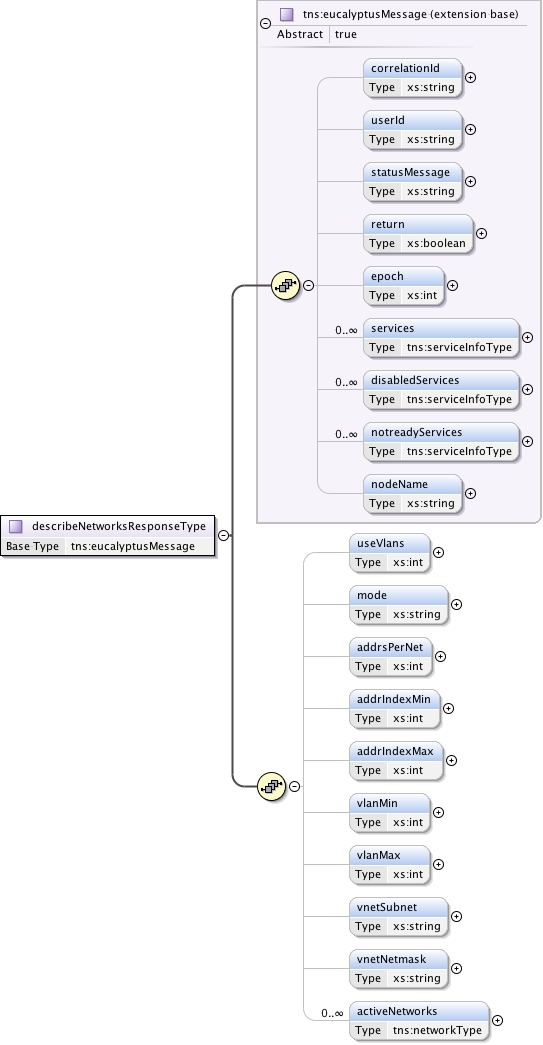 tns:eucalyptusMessage (extension base)
Abstract true
correlationId
Type xs:string
userId
Type xs:string
statusMessage
Type xs:string
return
Type xs:boolean
epoch
Type xs:int
0..∞ services
Type tns:serviceInfoType
0..∞ disabledServices
Type tns:serviceInfoType
0..∞ notreadyServices
Type tns:serviceInfoType
nodeName
Type xs:string
describeNetworksResponseType
Base Type tns:eucalyptusMessage
useVlans
Type xs:int
mode
Type xs:string
addrsPerNet
Type xs:int
addrIndexMin
Type xs:int
addrIndexMax
Type xs:int
vlanMin
Type xs:int
vlanMax
Type xs:int
vnetSubnet
Type xs:string
vnetNetmask
Type xs:string
0..∞ activeNetworks
Type tns:networkType